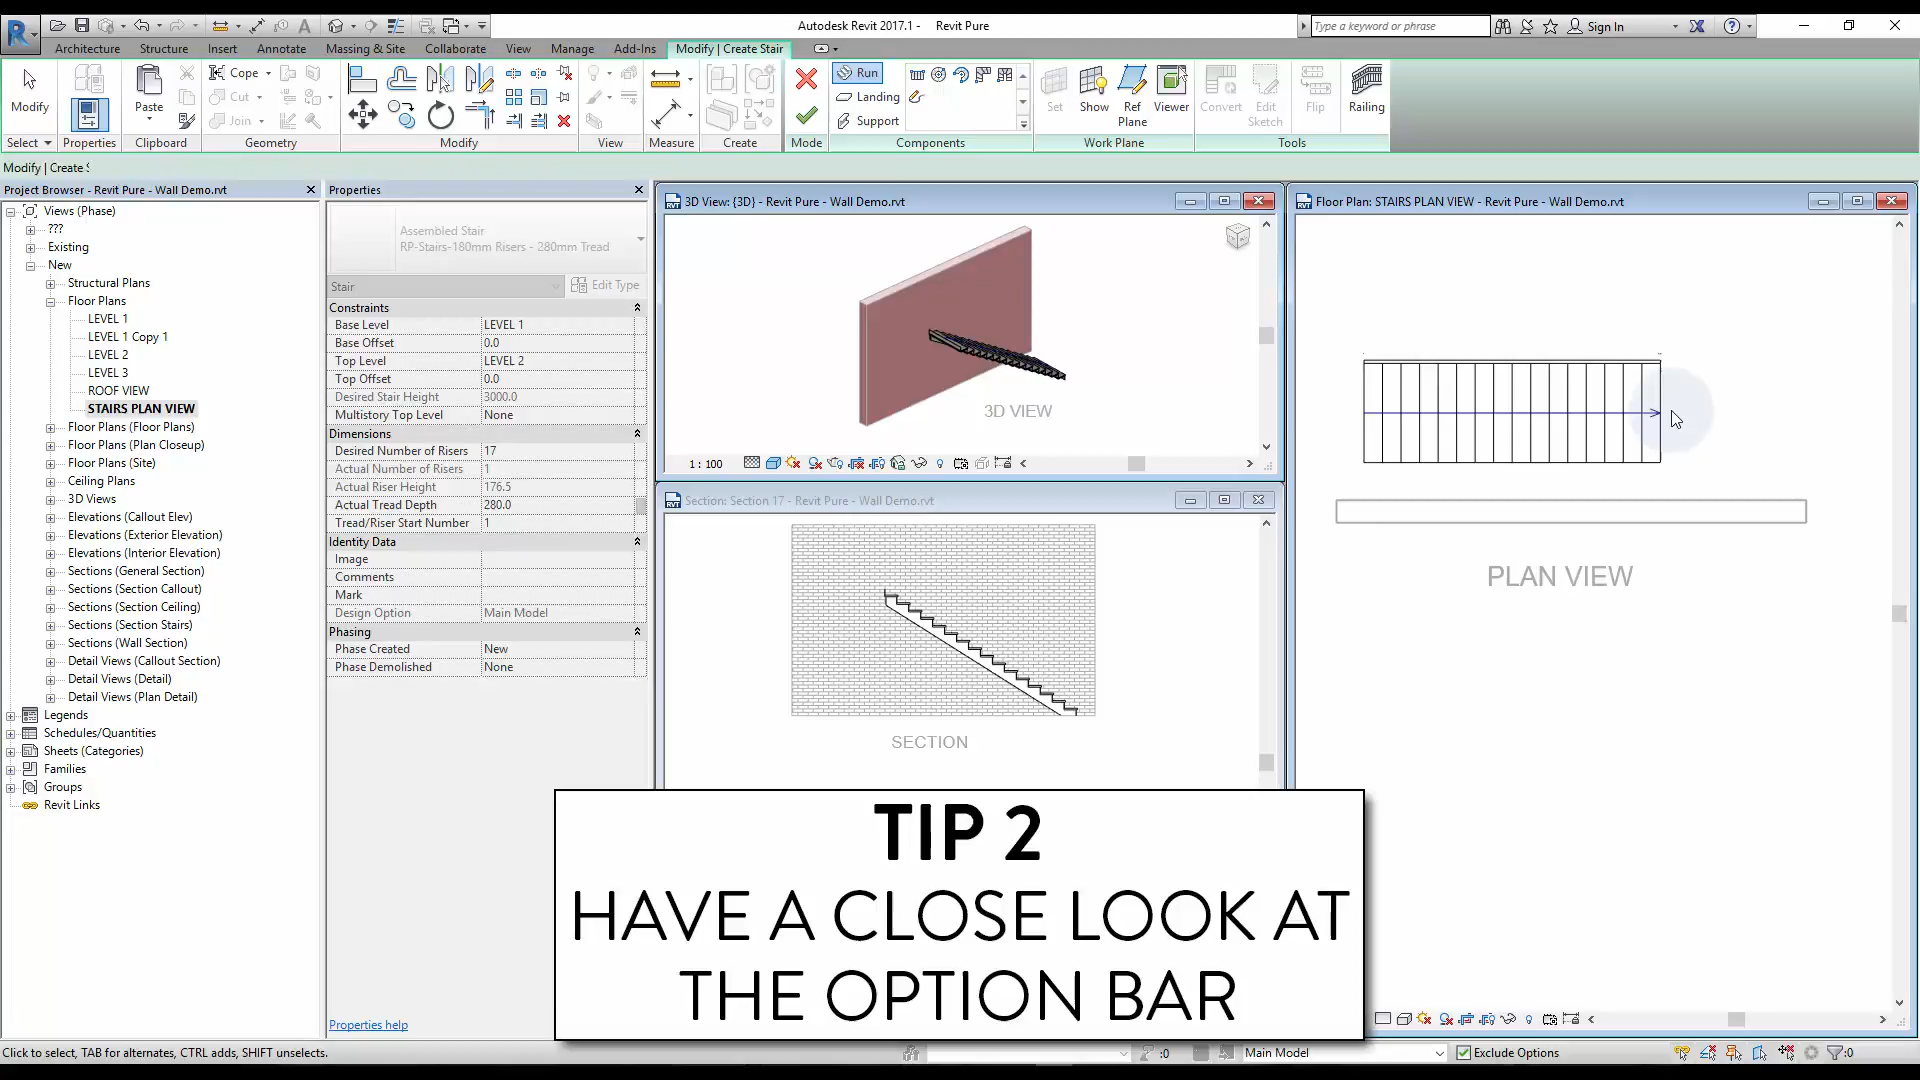 Autodesk Revit 2017.1 - Revit Pure
Type a keyword or phrase
Sign In
Architecture
Structure
Insert
Annotate
Massing & Site
Collaborate
View
Manage
Add-Ins
Modify | Create Stair
Modify
Paste
Cope
Cut
Join
Run
Landing
Support
Set
Show
Ref Plane
Viewer
Convert
Edit Sketch
Flip
Railing
Select
Properties
Clipboard
Geometry
Modify
View
Measure
Create
Mode
Components
Work Plane
Tools
Modify | Create S
Project Browser - Revit Pure - Wall Demo.rvt
Views (Phase)
???
Existing
New
Structural Plans
Floor Plans
LEVEL 1
LEVEL 1 Copy 1
LEVEL 2
LEVEL 3
ROOF VIEW
STAIRS PLAN VIEW
Floor Plans (Floor Plans)
Floor Plans (Plan Closeup)
Floor Plans (Site)
Ceiling Plans
3D Views
Elevations (Callout Elev)
Elevations (Exterior Elevation)
Elevations (Interior Elevation)
Sections (General Section)
Sections (Section Callout)
Sections (Section Ceiling)
Sections (Section Stairs)
Sections (Wall Section)
Detail Views (Callout Section)
Detail Views (Detail)
Detail Views (Plan Detail)
Legends
Schedules/Quantities
Sheets (Categories)
Families
Groups
Revit Links
Properties
Assembled Stair
RP-Stairs-180mm Risers - 280mm Tread
Stair
Edit Type
Constraints
Base Level LEVEL 1
Base Offset 0.0
Top Level LEVEL 2
Top Offset 0.0
Desired Stair Height 3000.0
Multistory Top Level None
Dimensions
Desired Number of Risers 17
Actual Number of Risers 1
Actual Riser Height 176.5
Actual Tread Depth 280.0
Tread/Riser Start Number 1
Identity Data
Image
Comments
Mark
Design Option Main Model
Phasing
Phase Created New
Phase Demolished None
Properties help
3D View: {3D} - Revit Pure - Wall Demo.rvt
3D VIEW
1 : 100
Section: Section 17 - Revit Pure - Wall Demo.rvt
SECTION
Floor Plan: STAIRS PLAN VIEW - Revit Pure - Wall Demo.rvt
PLAN VIEW
TIP 2
HAVE A CLOSE LOOK AT
THE OPTION BAR
Click to select, TAB for alternates, CTRL adds, SHIFT unselects.
:0
Main Model
Exclude Options
:0